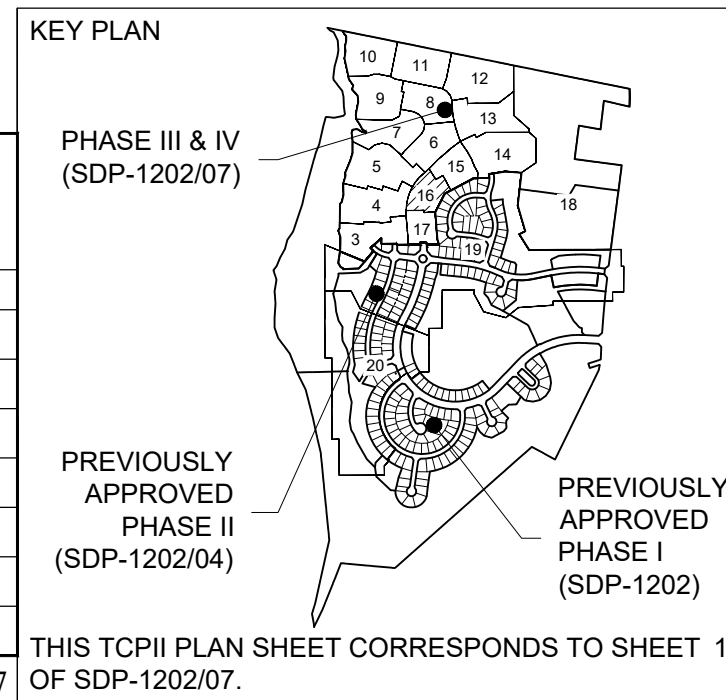 KEY PLAN
10
11
12
9
8
13
PHASE III & IV
(SDP-1202/07)
7
6
5
15
14
16
4
18
17
3
19
20
PREVIOUSLY
APPROVED
PHASE II
(SDP-1202/04)
PREVIOUSLY
APPROVED
PHASE I
(SDP-1202)
THIS TCPII PLAN SHEET CORRESPONDS TO SHEET
OF SDP-1202/07.